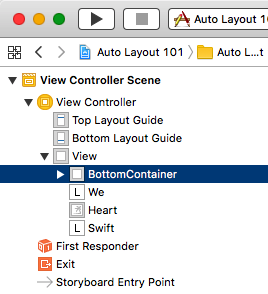 Auto Layout 10
Auto Layout 101 Auto L...t
View Controller Scene
View Controller
Top Layout Guide
Bottom Layout Guide
View
BottomContainer
L We
Heart
L Swift
First Responder
Exit
Storyboard Entry Point